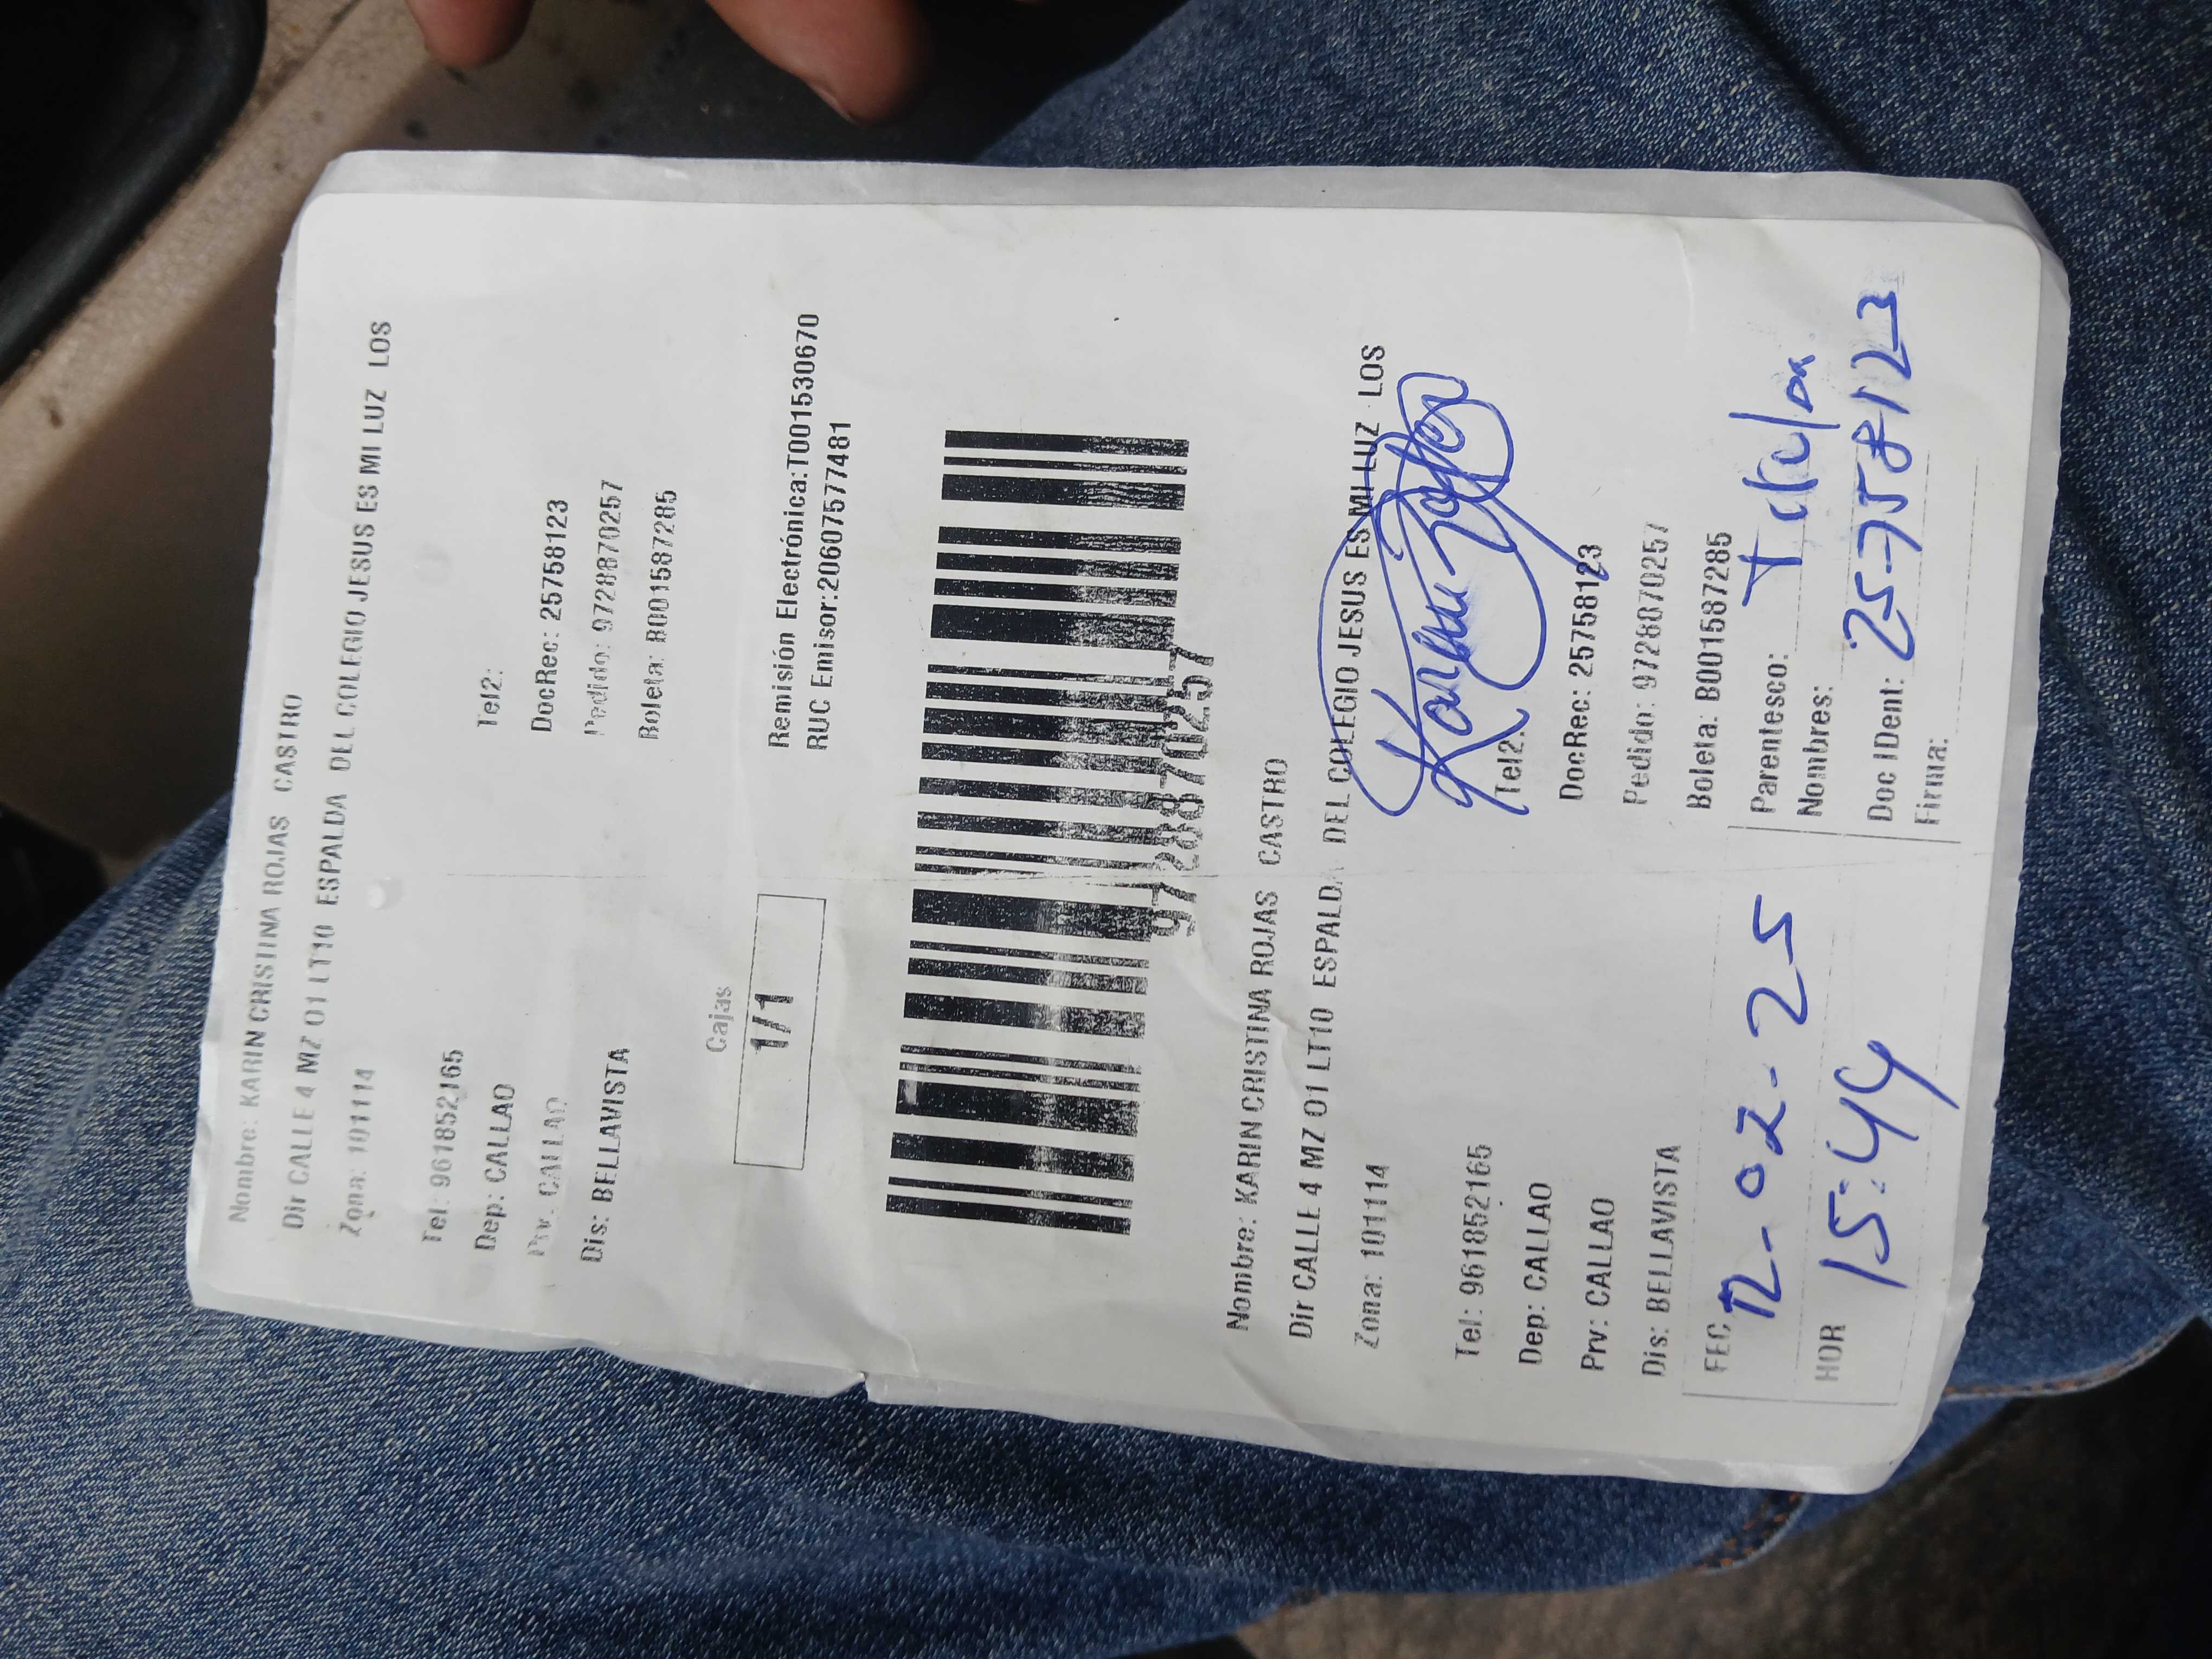 Nombre: KARIN CRISTINA ROJAS CASTRO
Dir CALLE 4 MZ O1 LT10 ESPALDA DEL COLEGIO JESUS ES MI LUZ LOS
Zona: 101114
Tel: 961852165 Tel2:
Dep: CALLAO DocRec: 25758123
Prv: CALLAO Pedido: 9728870257
Dis: BELLAVISTA Boleta: B001587285
Cajas
1/1
Remisión Electrónica:T001530670
RUC Emisor:20607577481
9728870257
Nombre: KARIN CRISTINA ROJAS CASTRO
Dir CALLE 4 MZ O1 LT10 ESPALDA DEL COLEGIO JESUS ES MI LUZ LOS
Zona: 101114
Karin Rojas
Tel: 961852165 Tel2:
Dep: CALLAO DocRec: 25758123
Prv: CALLAO Pedido: 9728870257
Dis: BELLAVISTA Boleta: B001587285
FEC 12-02-25 Parentesco: Titular
HOR 15:44 Nombres:
Doc IDent: 25758123
Firma: